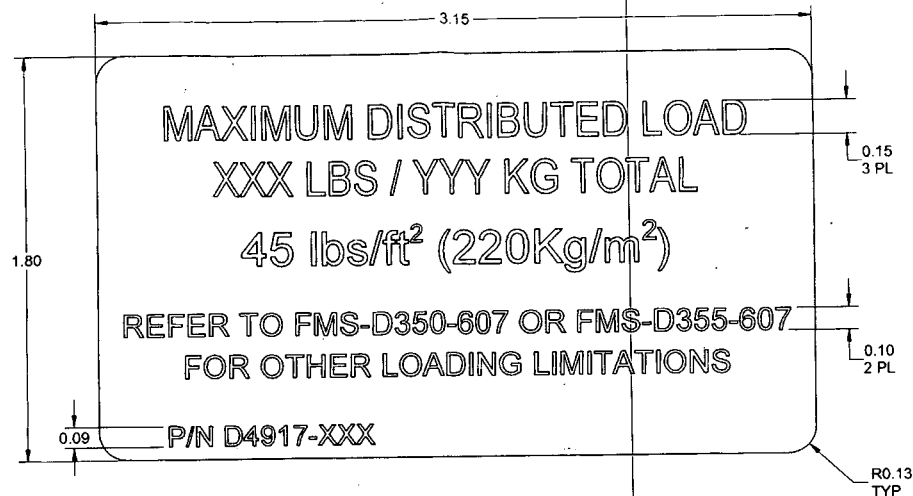 3.15
MAXIMUM DISTRIBUTED LOAD
XXX LBS / YYY KG TOTAL
45 lbs/ft² (220Kg/m²)
REFER TO FMS-D350-607 OR FMS-D355-607
FOR OTHER LOADING LIMITATIONS
P/N D4917-XXX
1.80
0.09
0.15
3 PL
0.10
2 PL
R0.13
TYP